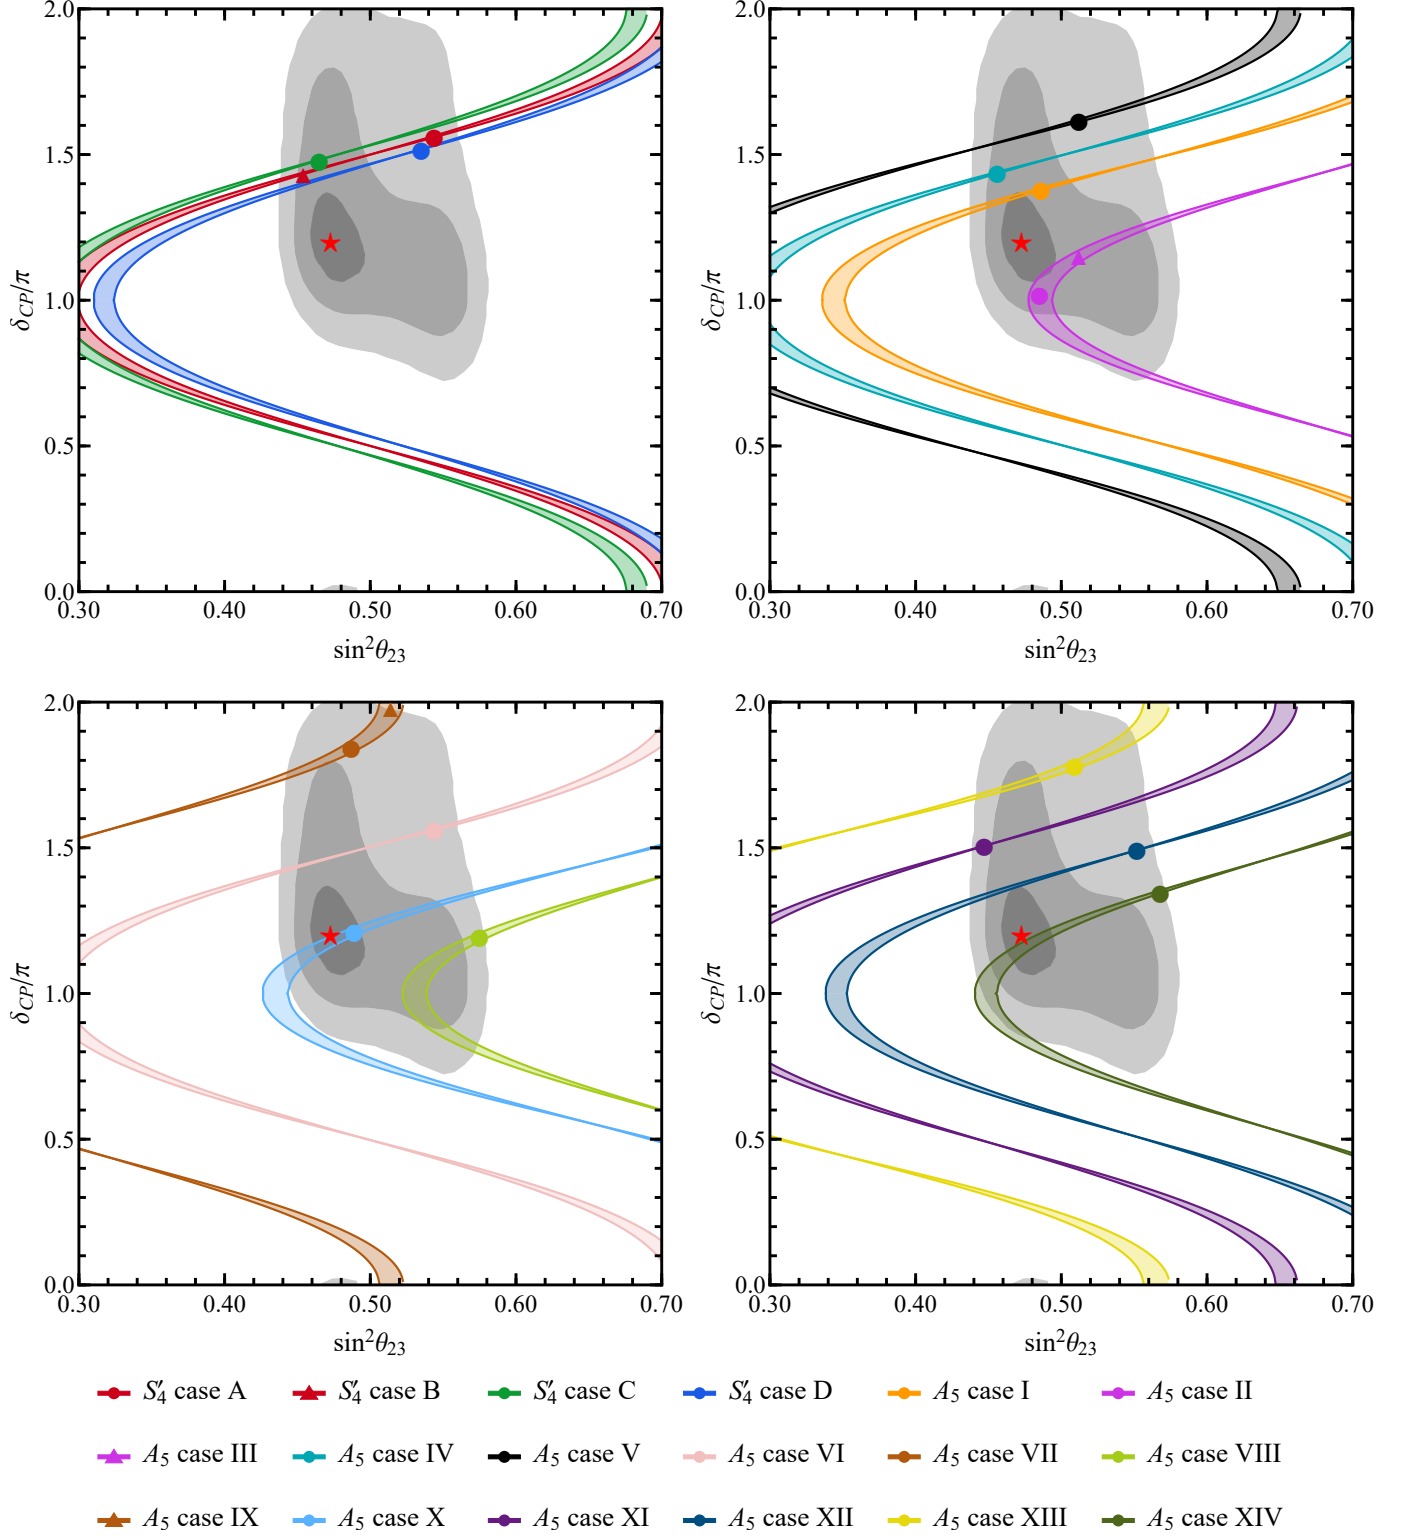 2.0
1.5
1.0
0.5
0.0
δCP/π
0.30 0.40 0.50 0.60 0.70
sin²θ₂₃
2.0
1.5
1.0
0.5
0.0
δCP/π
0.30 0.40 0.50 0.60 0.70
sin²θ₂₃
2.0
1.5
1.0
0.5
0.0
δCP/π
0.30 0.40 0.50 0.60 0.70
sin²θ₂₃
2.0
1.5
1.0
0.5
0.0
δCP/π
0.30 0.40 0.50 0.60 0.70
sin²θ₂₃
S′₄ case A S′₄ case B S′₄ case C S′₄ case D A₅ case I A₅ case II
A₅ case III A₅ case IV A₅ case V A₅ case VI A₅ case VII A₅ case VIII
A₅ case IX A₅ case X A₅ case XI A₅ case XII A₅ case XIII A₅ case XIV